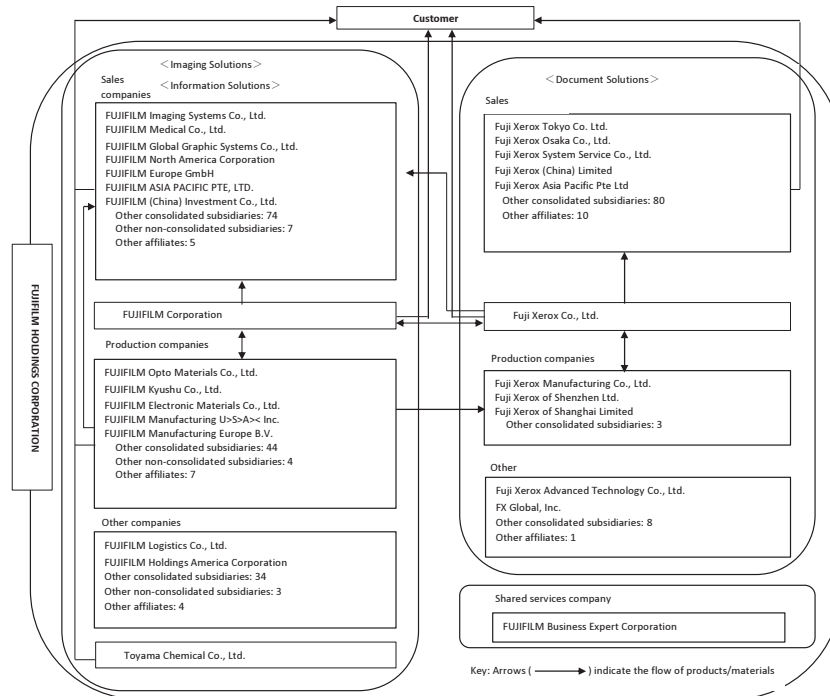 Customer
FUJIFILM HOLDINGS CORPORATION
＜Imaging Solutions＞
＜Information Solutions＞
Sales
companies
FUJIFILM Imaging Systems Co., Ltd.
FUJIFILM Medical Co., Ltd.
FUJIFILM Global Graphic Systems Co., Ltd.
FUJIFILM North America Corporation
FUJIFILM Europe GmbH
FUJIFILM ASIA PACIFIC PTE, LTD.
FUJIFILM (China) Investment Co., Ltd.
Other consolidated subsidiaries: 74
Other non-consolidated subsidiaries: 7
Other affiliates: 5
FUJIFILM Corporation
Production companies
FUJIFILM Opto Materials Co., Ltd.
FUJIFILM Kyushu Co., Ltd.
FUJIFILM Electronic Materials Co., Ltd.
FUJIFILM Manufacturing U>S>A>< Inc.
FUJIFILM Manufacturing Europe B.V.
Other consolidated subsidiaries: 44
Other non-consolidated subsidiaries: 4
Other affiliates: 7
Other companies
FUJIFILM Logistics Co., Ltd.
FUJIFILM Holdings America Corporation
Other consolidated subsidiaries: 34
Other non-consolidated subsidiaries: 3
Other affiliates: 4
Toyama Chemical Co., Ltd.
＜Document Solutions＞
Sales
Fuji Xerox Tokyo Co. Ltd.
Fuji Xerox Osaka Co., Ltd.
Fuji Xerox System Service Co., Ltd.
Fuji Xerox (China) Limited
Fuji Xerox Asia Pacific Pte Ltd
Other consolidated subsidiaries: 80
Other affiliates: 10
Fuji Xerox Co., Ltd.
Production companies
Fuji Xerox Manufacturing Co., Ltd.
Fuji Xerox of Shenzhen Ltd.
Fuji Xerox of Shanghai Limited
Other consolidated subsidiaries: 3
Other
Fuji Xerox Advanced Technology Co., Ltd.
FX Global, Inc.
Other consolidated subsidiaries: 8
Other affiliates: 1
Shared services company
FUJIFILM Business Expert Corporation
Key: Arrows ( ) indicate the flow of products/materials